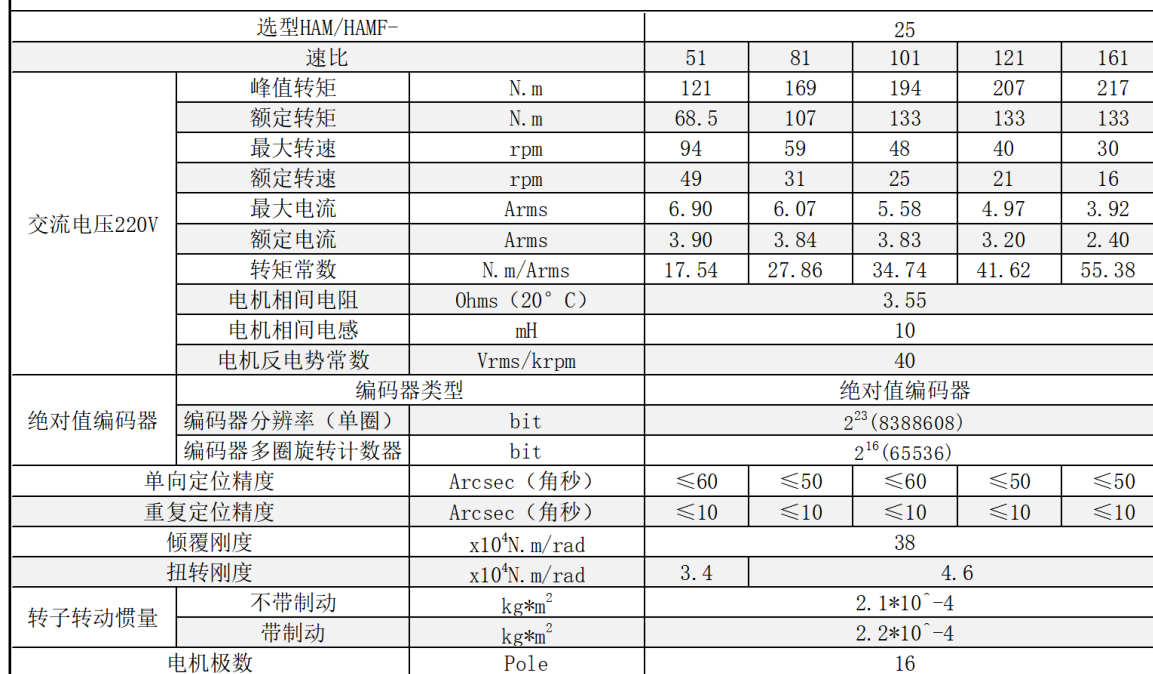 选型HAM/HAMF- 25
速比 51 81 101 121 161
峰值转矩 N.m 121 169 194 207 217
额定转矩 N.m 68.5 107 133 133 133
最大转速 rpm 94 59 48 40 30
额定转速 rpm 49 31 25 21 16
交流电压220V 最大电流 Arms 6.90 6.07 5.58 4.97 3.92
额定电流 Arms 3.90 3.84 3.83 3.20 2.40
转矩常数 N.m/Arms 17.54 27.86 34.74 41.62 55.38
电机相间电阻 Ohms（20°C） 3.55
电机相间电感 mH 10
电机反电势常数 Vrms/krpm 40
编码器类型 绝对值编码器
绝对值编码器 编码器分辨率（单圈） bit 2²³(8388608)
编码器多圈旋转计数器 bit 2¹⁶(65536)
单向定位精度 Arcsec（角秒） ≤60 ≤50 ≤60 ≤50 ≤50
重复定位精度 Arcsec（角秒） ≤10 ≤10 ≤10 ≤10 ≤10
倾覆刚度 x10⁴N.m/rad 38
扭转刚度 x10⁴N.m/rad 3.4 4.6
转子转动惯量 不带制动 kg*m² 2.1*10^-4
带制动 kg*m² 2.2*10^-4
电机极数 Pole 16